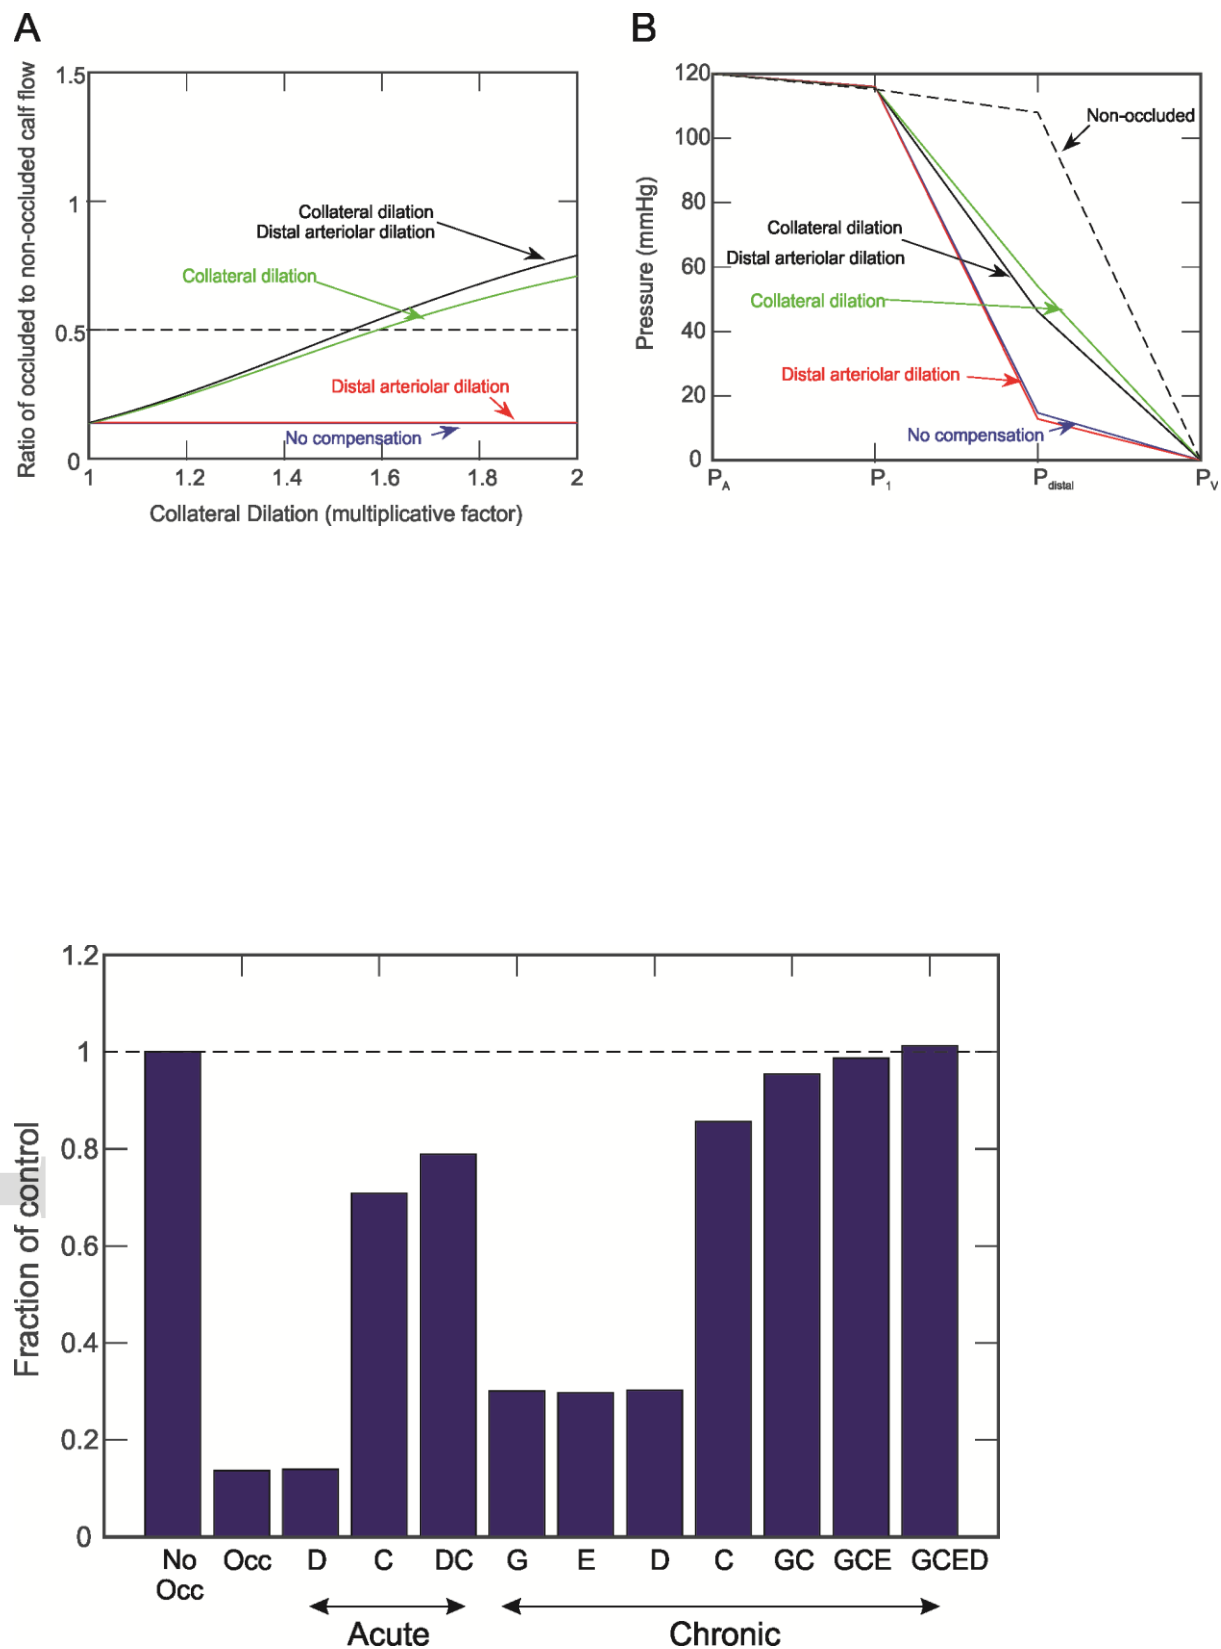 A
Ratio of occluded to non-occluded calf flow
1.5
1
0.5
0
Collateral dilation
Distal arteriolar dilation
Collateral dilation
Distal arteriolar dilation
No compensation
1 1.2 1.4 1.6 1.8 2
Collateral Dilation (multiplicative factor)
B
Pressure (mmHg)
120
100
80
60
40
20
0
Non-occluded
Collateral dilation
Distal arteriolar dilation
Collateral dilation
Distal arteriolar dilation
No compensation
P_A P_1 P_distal P_V
Fraction of control
1.2
1
0.8
0.6
0.4
0.2
0
No Occ D C DC G E D C GC GCE GCED
Occ
Acute Chronic